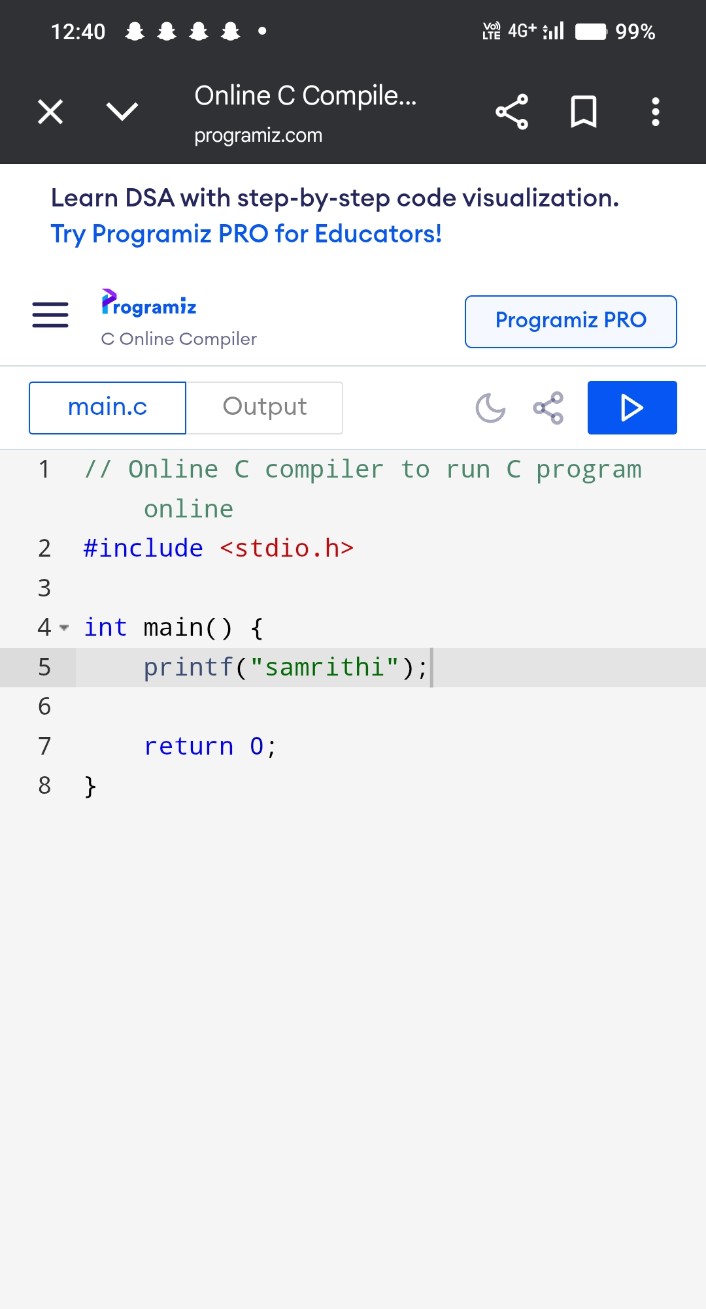 12:40 VoD LTE 4G+ 99%
Online C Compile...
programiz.com
Learn DSA with step-by-step code visualization.
Try Programiz PRO for Educators!
Programiz
C Online Compiler
Programiz PRO
main.c Output
1 // Online C compiler to run C program
online
2 #include <stdio.h>
3
4 int main() {
5 printf("samrithi");
6
7 return 0;
8 }